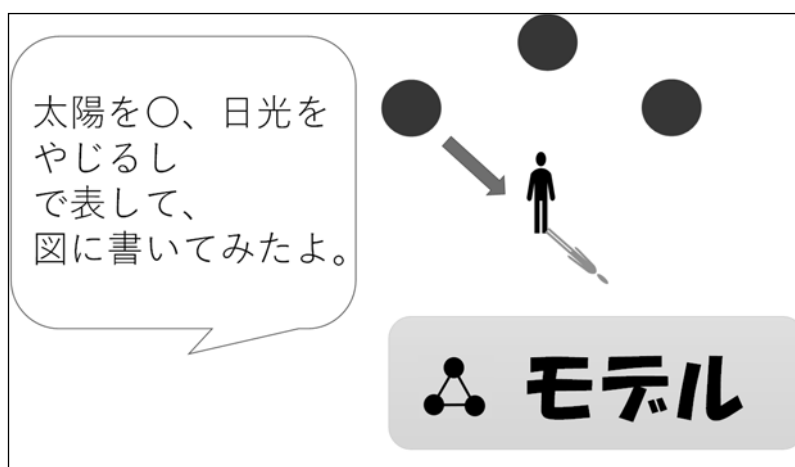 太陽を○、日光を
やじるし
で表して、
図に書いてみたよ。
モデル